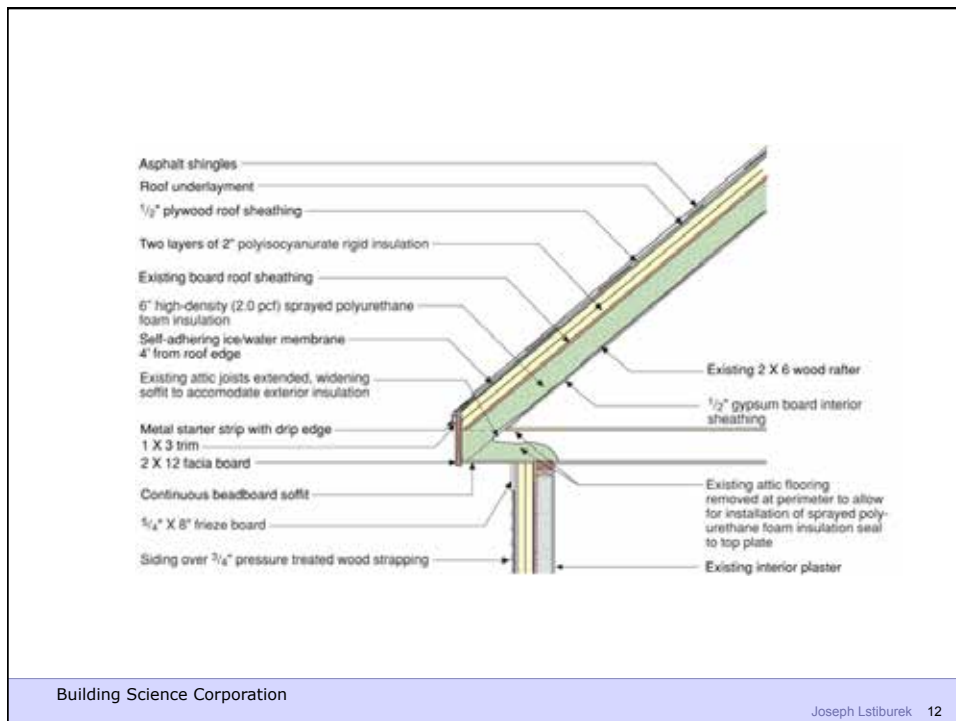 Asphalt shingles
Roof underlayment
1/2" plywood roof sheathing
Two layers of 2" polyisocyanurate rigid insulation
Existing board roof sheathing
6" high-density (2.0 pcf) sprayed polyurethane
foam insulation
Self-adhering ice/water membrane
4' from roof edge
Existing attic joists extended, widening
soffit to accomodate exterior insulation
Metal starter strip with drip edge
1 X 3 trim
2 X 12 facia board
Continuous beadboard soffit
5/4" X 8" frieze board
Siding over 3/4" pressure treated wood strapping
Existing 2 X 6 wood rafter
1/2" gypsum board interior
sheathing
Existing attic flooring
removed at perimeter to allow
for installation of sprayed poly-
urethane foam insulation seal
to top plate
Existing interior plaster
Building Science Corporation
Joseph Lstiburek 12